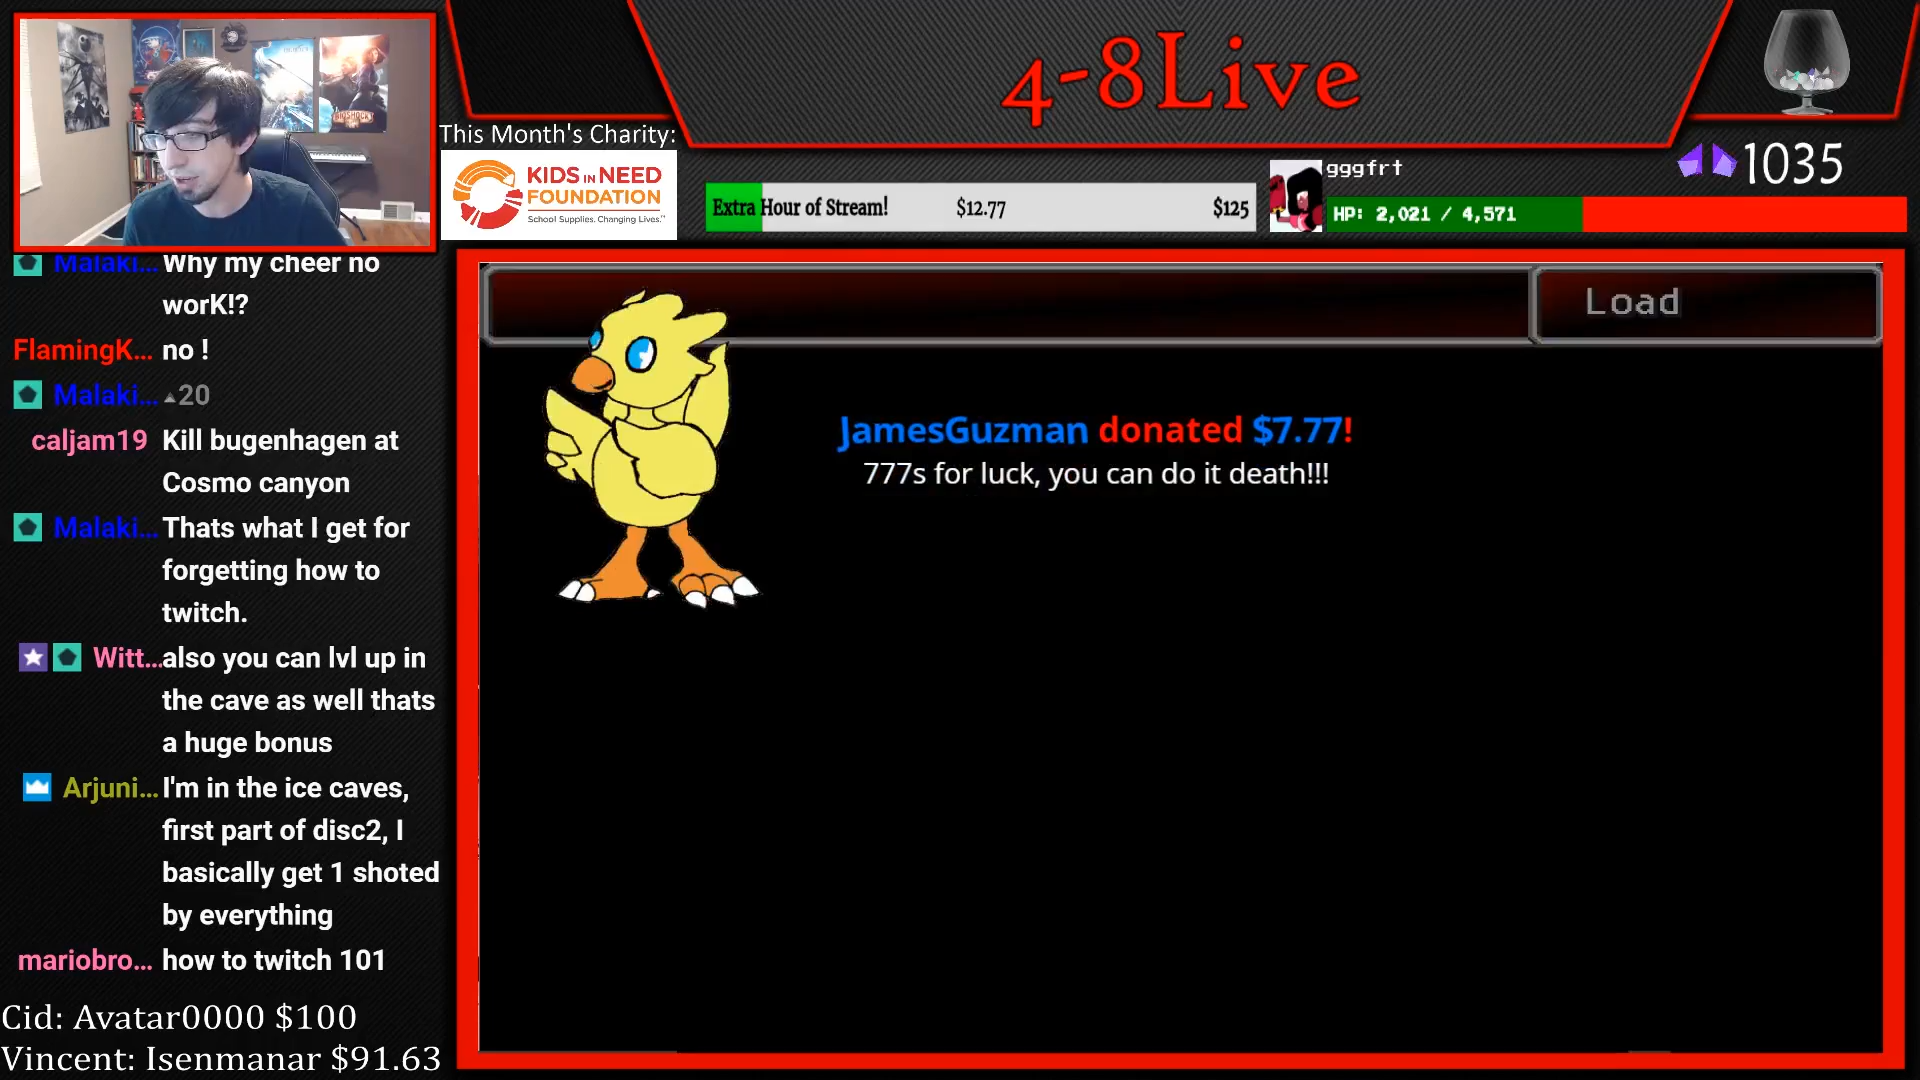 4-8Live
This Month's Charity:
KIDS IN NEED
FOUNDATION
School Supplies. Changing Lives.
Extra Hour of Stream! $12.77 $125
gggfrt
HP: 2,021 / 4,571
1035
BIOSHOCK
Malaki... Why my cheer no
worK!?
FlamingK... no !
Malaki... 20
caljam19 Kill bugenhagen at
Cosmo canyon
Malaki... Thats what I get for
forgetting how to
twitch.
Witt... also you can lvl up in
the cave as well thats
a huge bonus
Arjuni... I'm in the ice caves,
first part of disc2, I
basically get 1 shoted
by everything
mariobro... how to twitch 101
Cid: Avatar0000 $100
Vincent: Isenmanar $91.63
Load
JamesGuzman donated $7.77!
777s for luck, you can do it death!!!